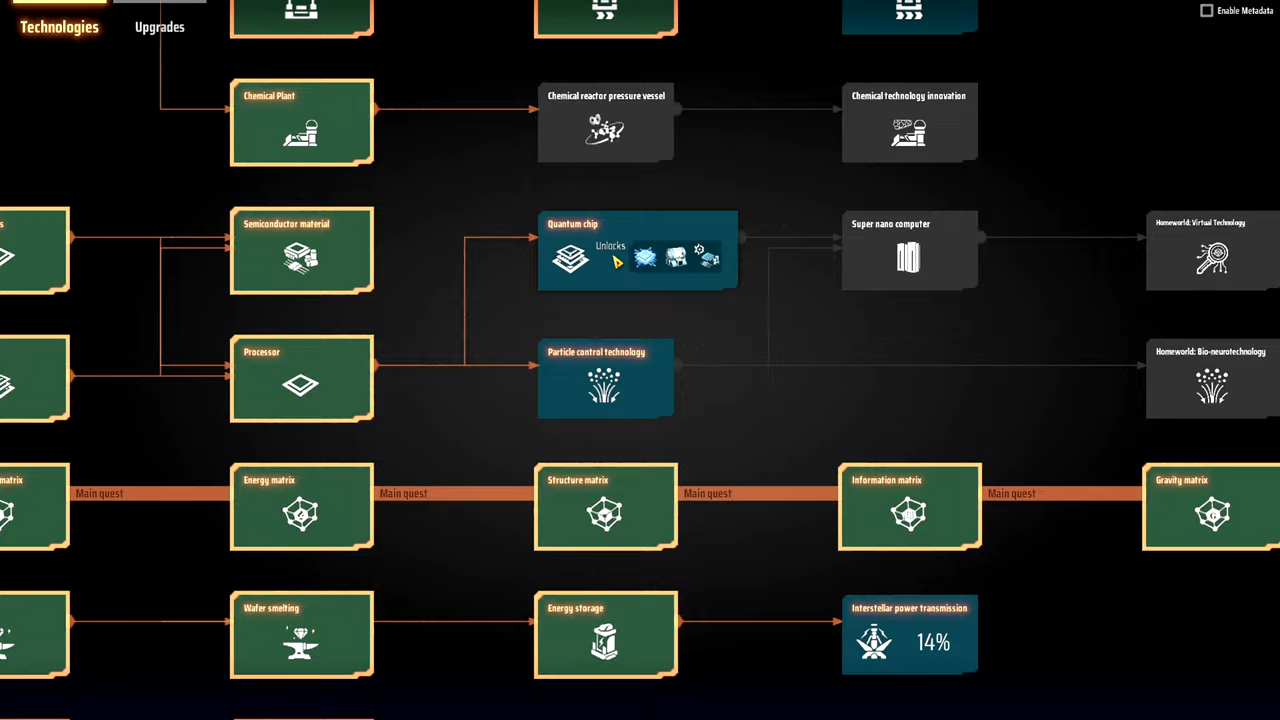 Technologies
Upgrades
Enable Metadata
Chemical Plant
Chemical reactor pressure vessel
Chemical technology innovation
s
Semiconductor material
Quantum chip
Unlocks
Super nano computer
Homeworld: Virtual Technology
Processor
Particle control technology
Homeworld: Bio-neurotechnology
matrix
Main quest
Energy matrix
Main quest
Structure matrix
Main quest
Information matrix
Main quest
Gravity matrix
Wafer smelting
Energy storage
Interstellar power transmission
14%